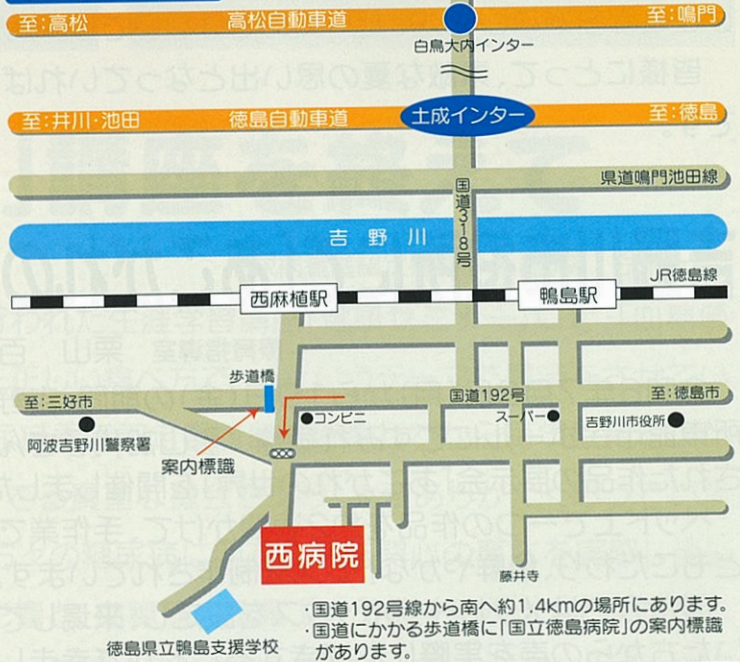 至:高松
高松自動車道
至:鳴門
白鳥大内インター
至:井川・池田
徳島自動車道
土成インター
至:徳島
県道鳴門池田線
国道318号
吉野川
JR徳島線
西麻植駅
鴨島駅
歩道橋
至:三好市
国道192号
至:徳島市
コンビニ
スーパー
吉野川市役所
阿波吉野川警察署
案内標識
西病院
藤井寺
・国道192号線から南へ約1.4kmの場所にあります。
・国道にかかる歩道橋に「国立徳島病院」の案内標識
があります。
徳島県立鴨島支援学校